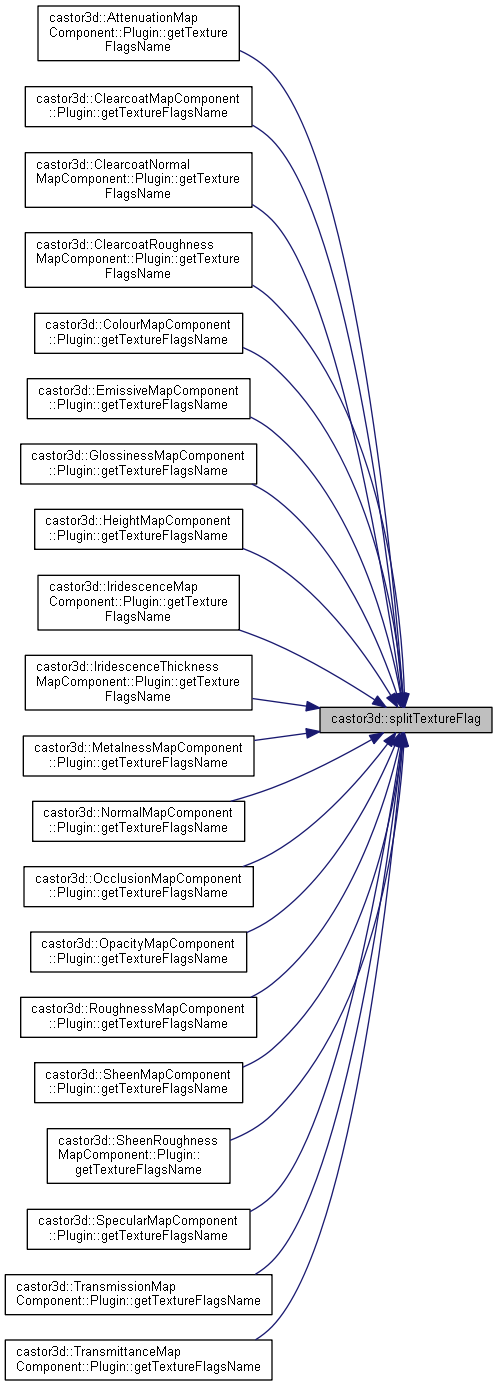 castor3d::AttenuationMap
Component::Plugin::getTexture
FlagsName
castor3d::ClearcoatMapComponent
::Plugin::getTextureFlagsName
castor3d::ClearcoatNormal
MapComponent::Plugin::getTexture
FlagsName
castor3d::ClearcoatRoughness
MapComponent::Plugin::getTexture
FlagsName
castor3d::ColourMapComponent
::Plugin::getTextureFlagsName
castor3d::EmissiveMapComponent
::Plugin::getTextureFlagsName
castor3d::GlossinessMapComponent
::Plugin::getTextureFlagsName
castor3d::HeightMapComponent
::Plugin::getTextureFlagsName
castor3d::IridescenceMap
Component::Plugin::getTexture
FlagsName
castor3d::IridescenceThickness
MapComponent::Plugin::getTexture
FlagsName
castor3d::splitTextureFlag
castor3d::MetalnessMapComponent
::Plugin::getTextureFlagsName
castor3d::NormalMapComponent
::Plugin::getTextureFlagsName
castor3d::OcclusionMapComponent
::Plugin::getTextureFlagsName
castor3d::OpacityMapComponent
::Plugin::getTextureFlagsName
castor3d::RoughnessMapComponent
::Plugin::getTextureFlagsName
castor3d::SheenMapComponent
::Plugin::getTextureFlagsName
castor3d::SheenRoughness
MapComponent::Plugin::
getTextureFlagsName
castor3d::SpecularMapComponent
::Plugin::getTextureFlagsName
castor3d::TransmissionMap
Component::Plugin::getTextureFlagsName
castor3d::TransmittanceMap
Component::Plugin::getTextureFlagsName